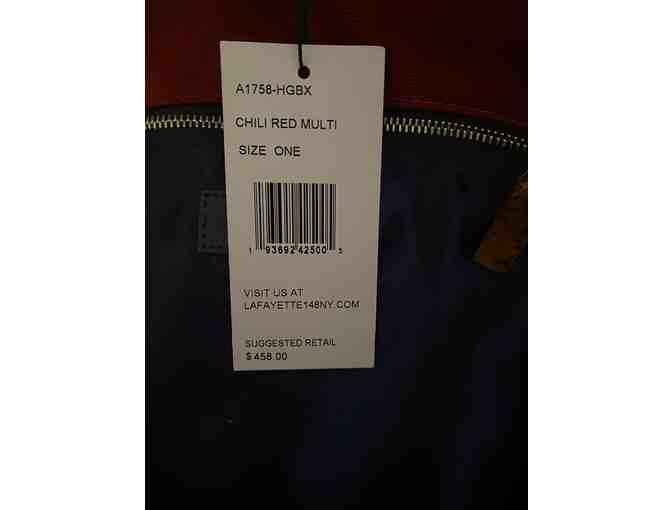 A1758-HGBX
CHILI RED MULTI
SIZE ONE
1 93692 42500 5
VISIT US AT
LAFAYETTE148NY.COM
SUGGESTED RETAIL
$ 458.00